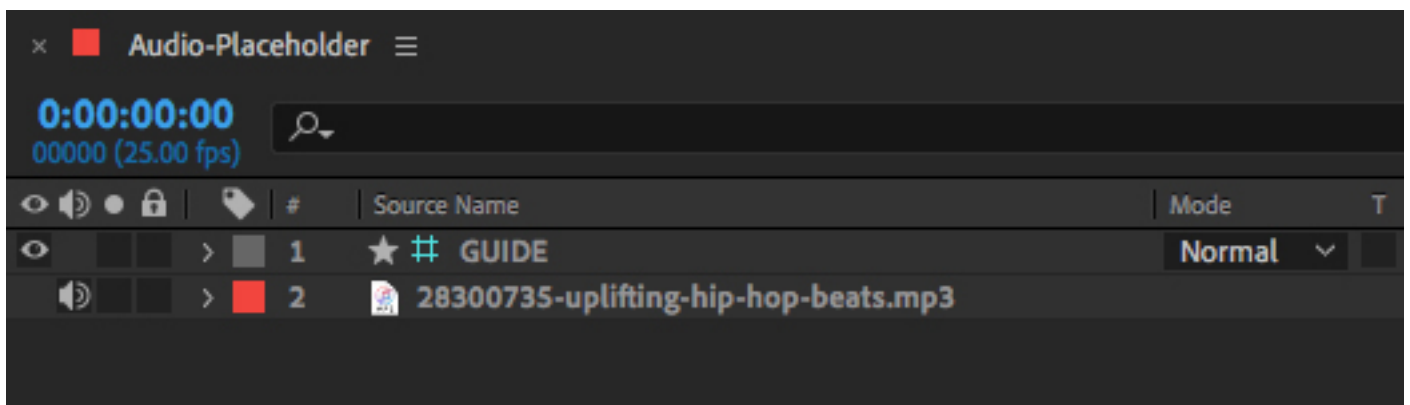 Audio-Placeholder
0:00:00:00
00000 (25.00 fps)
# Source Name Mode T
1 GUIDE Normal
2 28300735-uplifting-hip-hop-beats.mp3